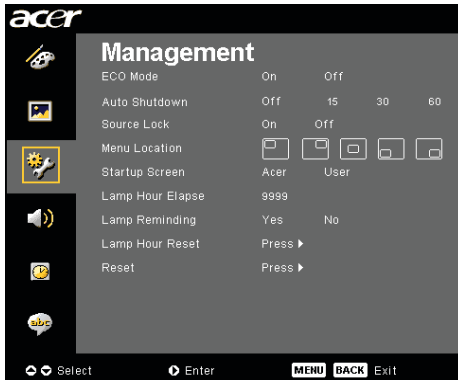 acer
Management
ECO Mode On Off
Auto Shutdown Off 15 30 60
Source Lock On Off
Menu Location
Startup Screen Acer User
Lamp Hour Elapse 9999
Lamp Reminding Yes No
Lamp Hour Reset Press
Reset Press
abc
Select Enter MENU BACK Exit